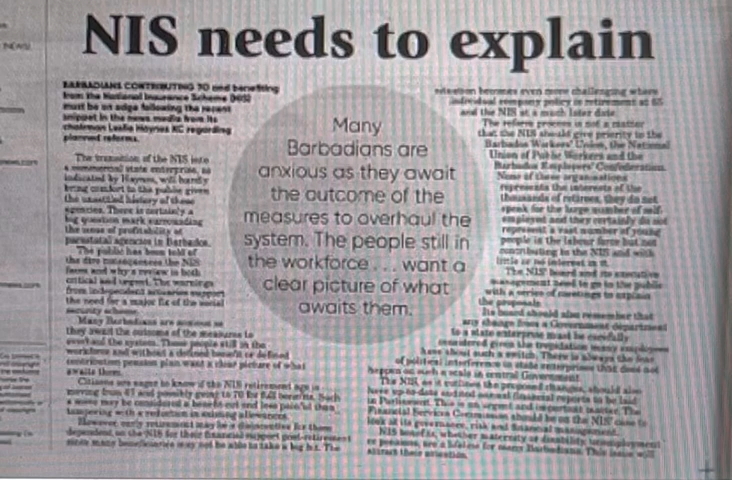 NIS needs to explain
BARBADIANS CONTRIBUTING TO and benefiting
from the National Insurance Scheme (NIS)
must be on edge following the recent
snippet in the news media from its
chairman Leslie Haynes KC regarding
planned reforms.
The transition of the NIS into
a commercial state enterprise, as
indicated by Haynes, will hardly
bring comfort to the public given
the unsettled history of these
agencies. There is certainly a
big question mark surrounding
the issue of profitability at
parastatal agencies in Barbados.
The public has been told of
the dire consequences the NIS
faces and why a review is both
critical and urgent. The warnings
from independent actuaries support
the need for a major fix of the social
security scheme.
Many Barbadians are anxious as
they await the outcome of the measures to
overhaul the system. Those people still in the
workforce and without a defined benefit or defined
contribution pension plan want a clear picture of what
awaits them.
Citizens are eager to know if the NIS retirement age is
moving from 67 and possibly going to 70 for full benefits. Such
a move may be considered a benefit cut and less painful than
tampering with a reduction in existing allowances.
However, early retirement may be a disincentive for those
dependent on the NIS for their financial support post-retirement
since many beneficiaries may not be able to take a big hit. The
Many
Barbadians are
anxious as they await
the outcome of the
measures to overhaul the
system. The people still in
the workforce . . . want a
clear picture of what
awaits them.
situation becomes even more challenging where
individual company policy is retirement at 65
and the NIS at a much later date.
The reform process is not a matter
that the NIS should give priority to the
Barbados Workers' Union, the National
Union of Public Workers and the
Barbados Employers' Confederation.
None of these organisations
represents the interests of the
thousands of retirees, they do not
speak for the large number of self-
employed and they certainly do not
represent a vast number of young
people in the labour force but not
contributing to the NIS and with
little or no interest in it.
The NIS' board and its executive
management need to go to the public
with a series of meetings to explain
the proposals.
Its board should also remember that
any change from a Government department
to a state enterprise must be carefully
considered given the trepidation many employees
have about such a switch. There is always the fear
of political interference in state enterprises that does not
happen on such a scale in central Government.
The NIS, as it outlines the proposed changes, should also
have up-to-date audited annual financial reports to be laid
in Parliament. This is an urgent and important matter. The
Financial Services Commission should be on the NIS' case to
look at its governance, risk and financial management.
NIS benefits, whether maternity or disability, unemployment
or pensions, are a lifeline for many Barbadians. This issue will
attract their attention.